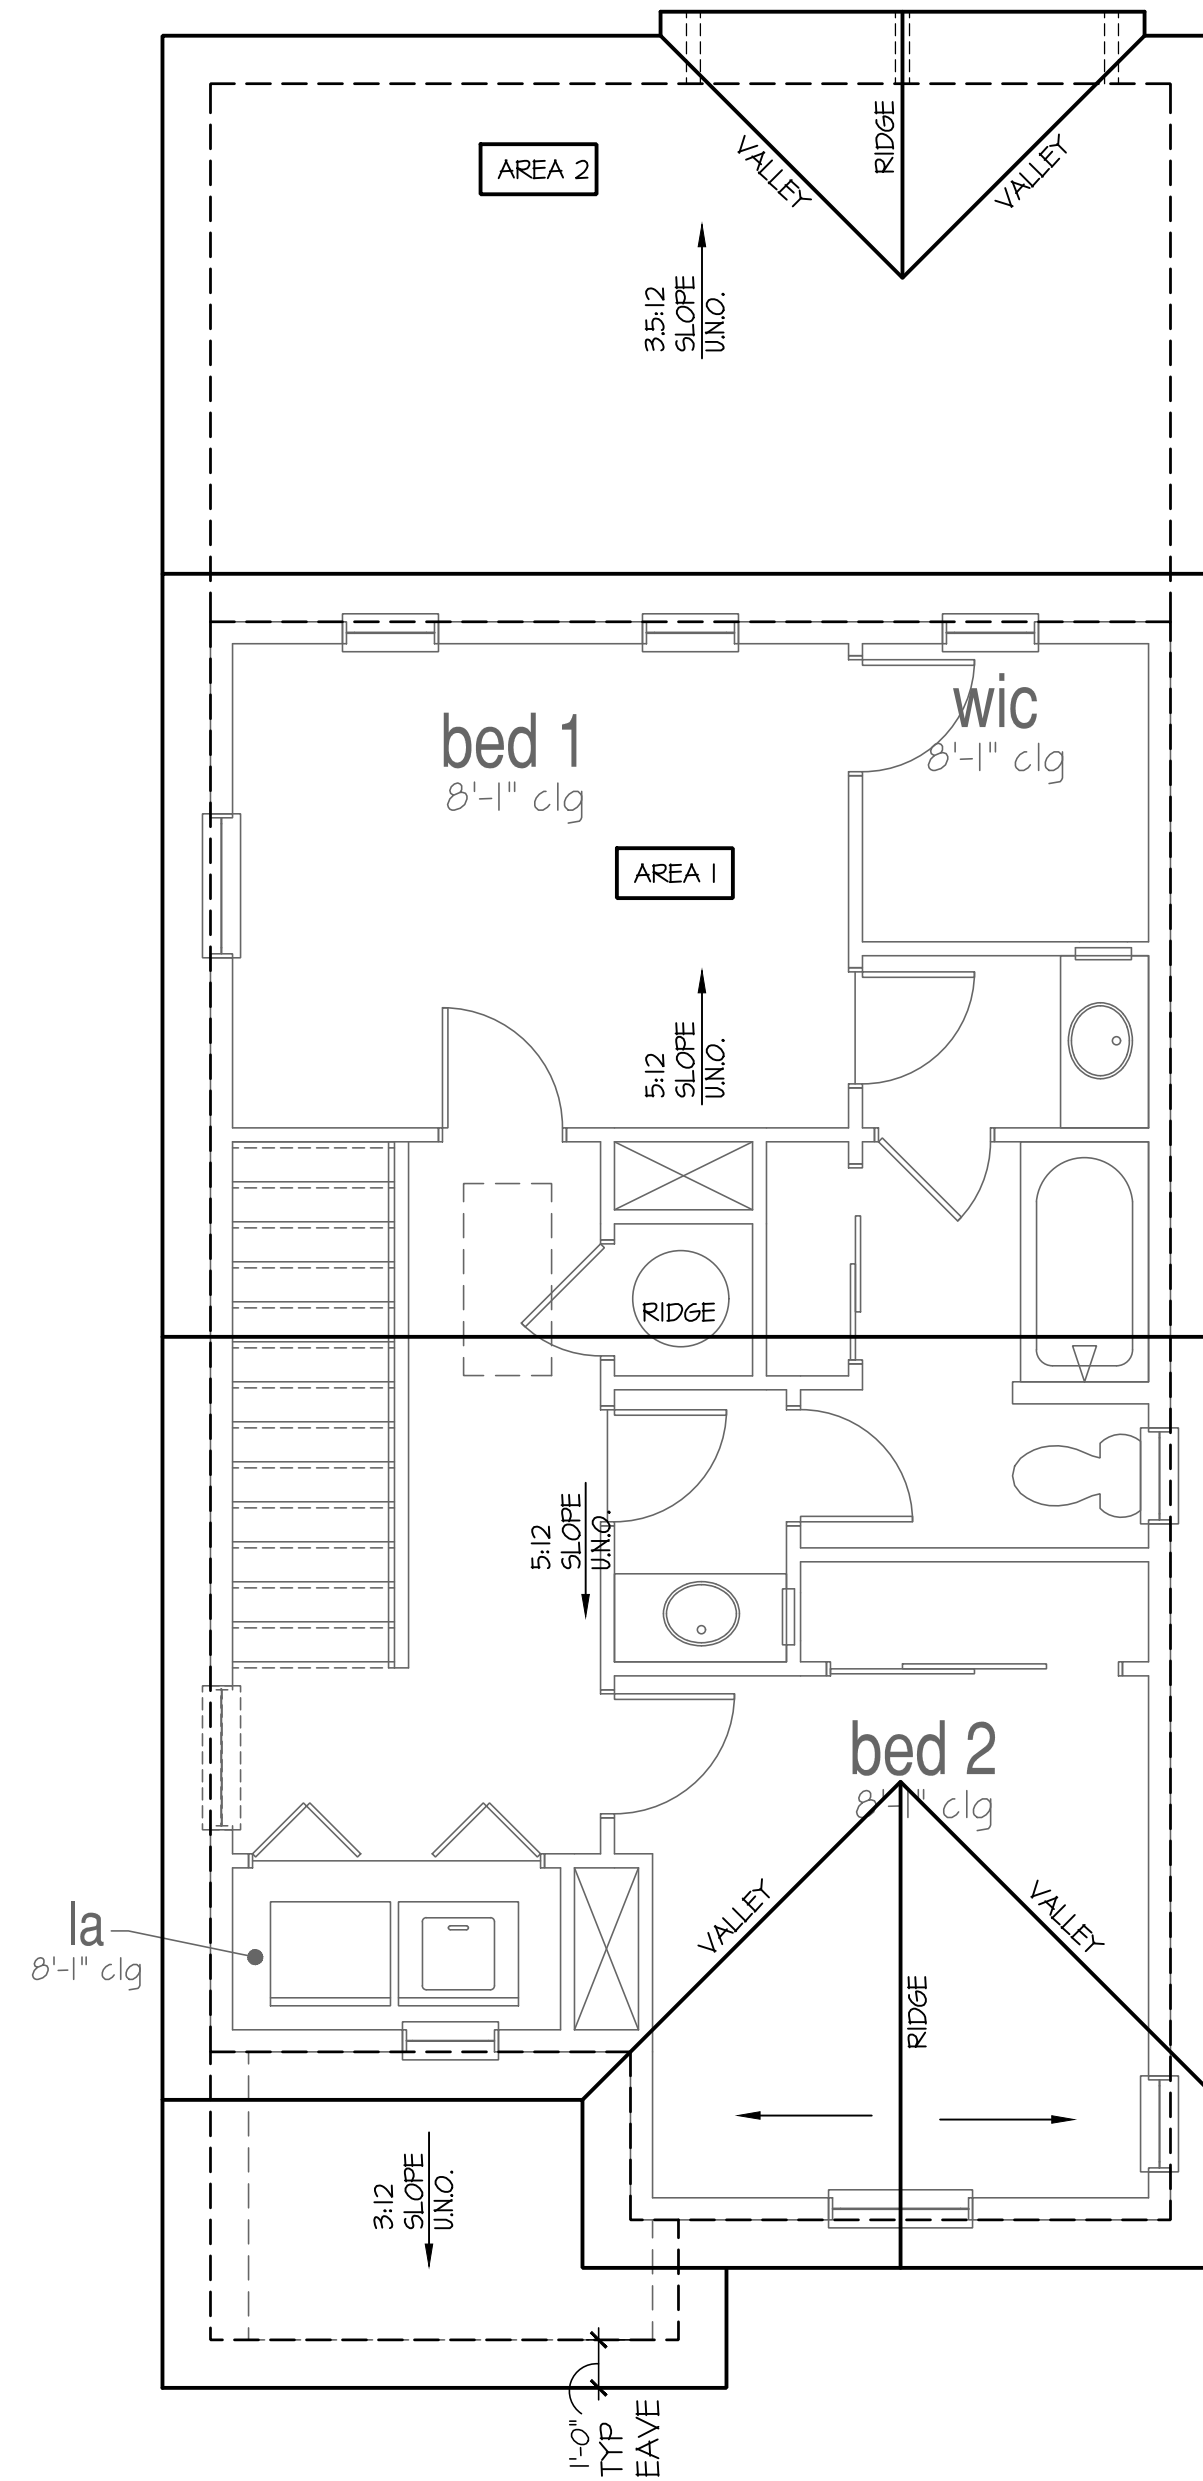 RIDGE
VALLEY
VALLEY
AREA 2
3.5:12
SLOPE
U.N.O.
wic
8'-1" clg
bed 1
8'-1" clg
AREA 1
5:12
SLOPE
U.N.O.
RIDGE
5:12
SLOPE
U.N.O.
bed 2
8'-1" clg
VALLEY
VALLEY
la
8'-1" clg
RIDGE
3:12
SLOPE
U.N.O.
1'-0"
TYP
EAVE